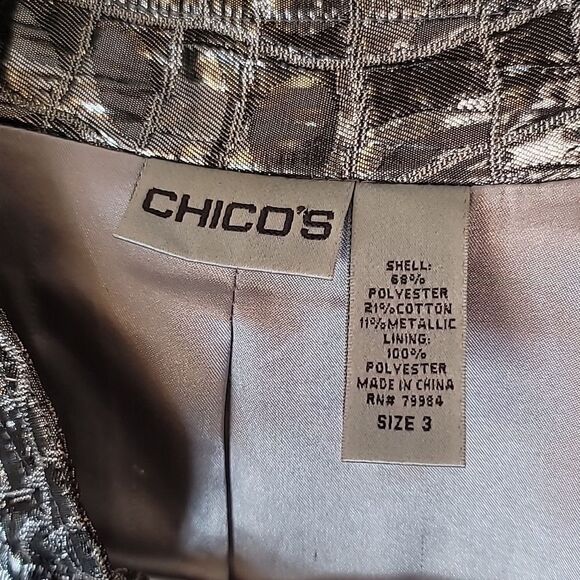 CHICO'S
SHELL:
68%
POLYESTER
21%COTTON
11%METALLIC
LINING:
100%
POLYESTER
MADE IN CHINA
RN# 79984
SIZE 3